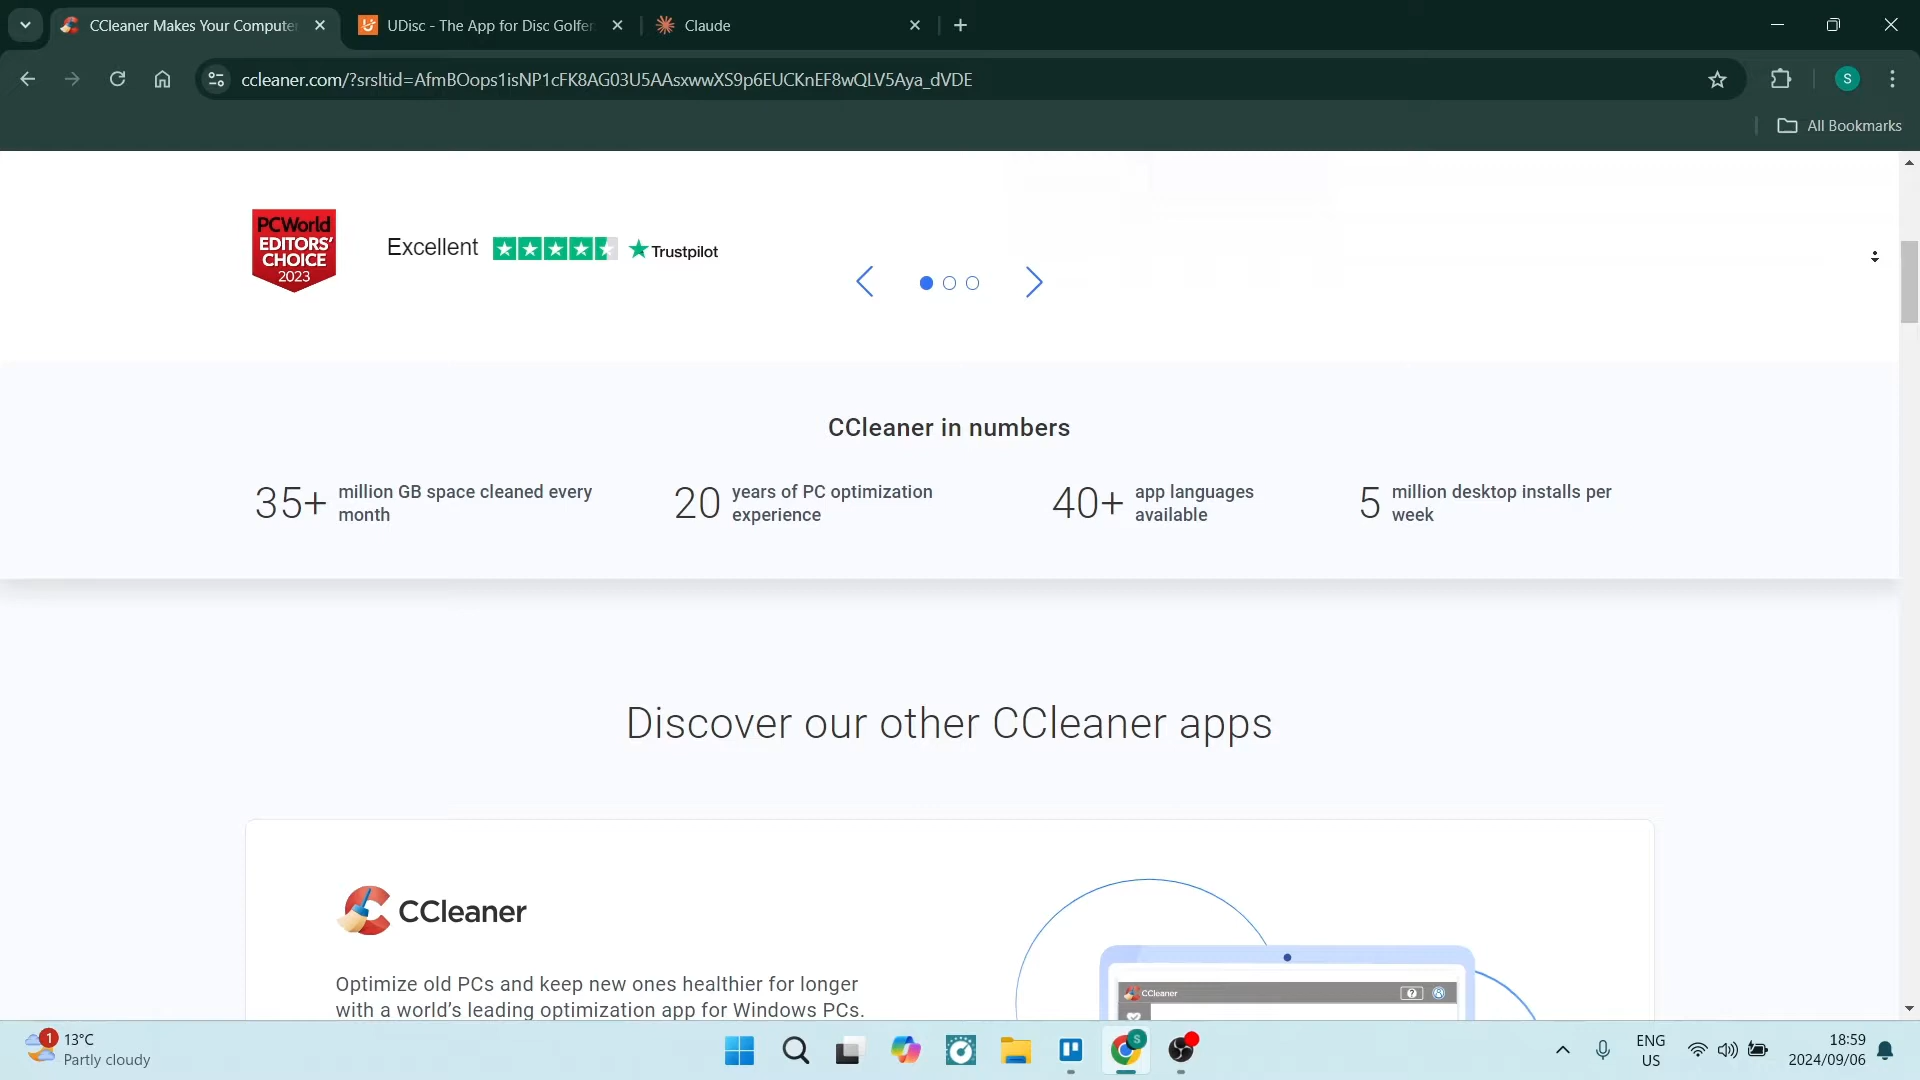 CCleaner Makes Your Computer
UDisc - The App for Disc Golfer
Claude
ccleaner.com/?srsltid=AfmBOops1isNP1cFK8AG03U5AAsxwwXS9p6EUCKnEF8wQLV5Aya_dVDE
S
All Bookmarks
PCWorld
EDITORS'
CHOICE
2023
Excellent
Trustpilot
CCleaner in numbers
35+ million GB space cleaned every
month
20 years of PC optimization
experience
40+ app languages
available
5 million desktop installs per
week
Discover our other CCleaner apps
CCleaner
Optimize old PCs and keep new ones healthier for longer
with a world's leading optimization app for Windows PCs.
CCleaner
?
1
13°C
Partly cloudy
S
ENG
US
18:59
2024/09/06